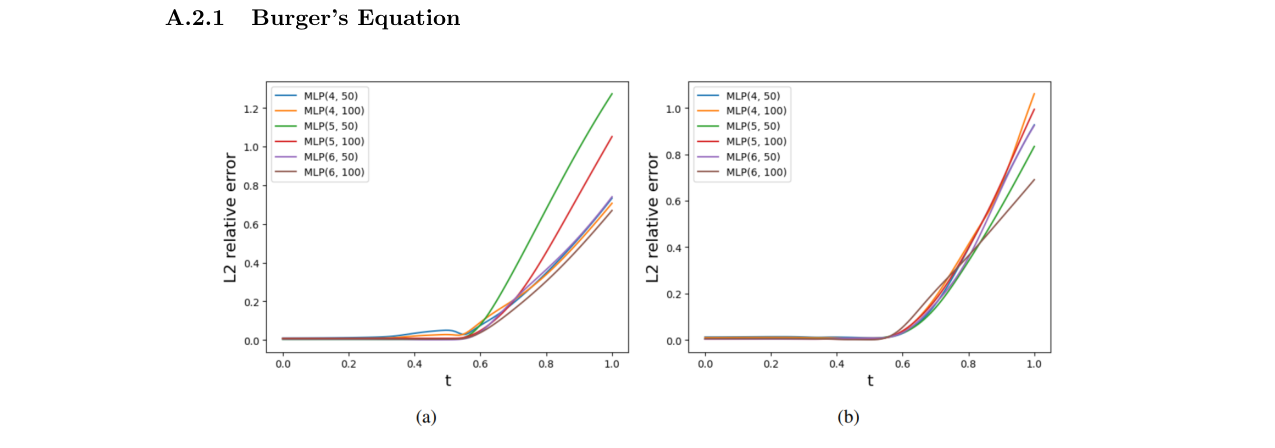 A.2.1 Burger's Equation
MLP(4, 50)
MLP(4, 100)
MLP(5, 50)
MLP(5, 100)
MLP(6, 50)
MLP(6, 100)
L2 relative error
1.2
1.0
0.8
0.6
0.4
0.2
0.0
0.0 0.2 0.4 0.6 0.8 1.0
t
(a)
MLP(4, 50)
MLP(4, 100)
MLP(5, 50)
MLP(5, 100)
MLP(6, 50)
MLP(6, 100)
L2 relative error
1.0
0.8
0.6
0.4
0.2
0.0
0.0 0.2 0.4 0.6 0.8 1.0
t
(b)